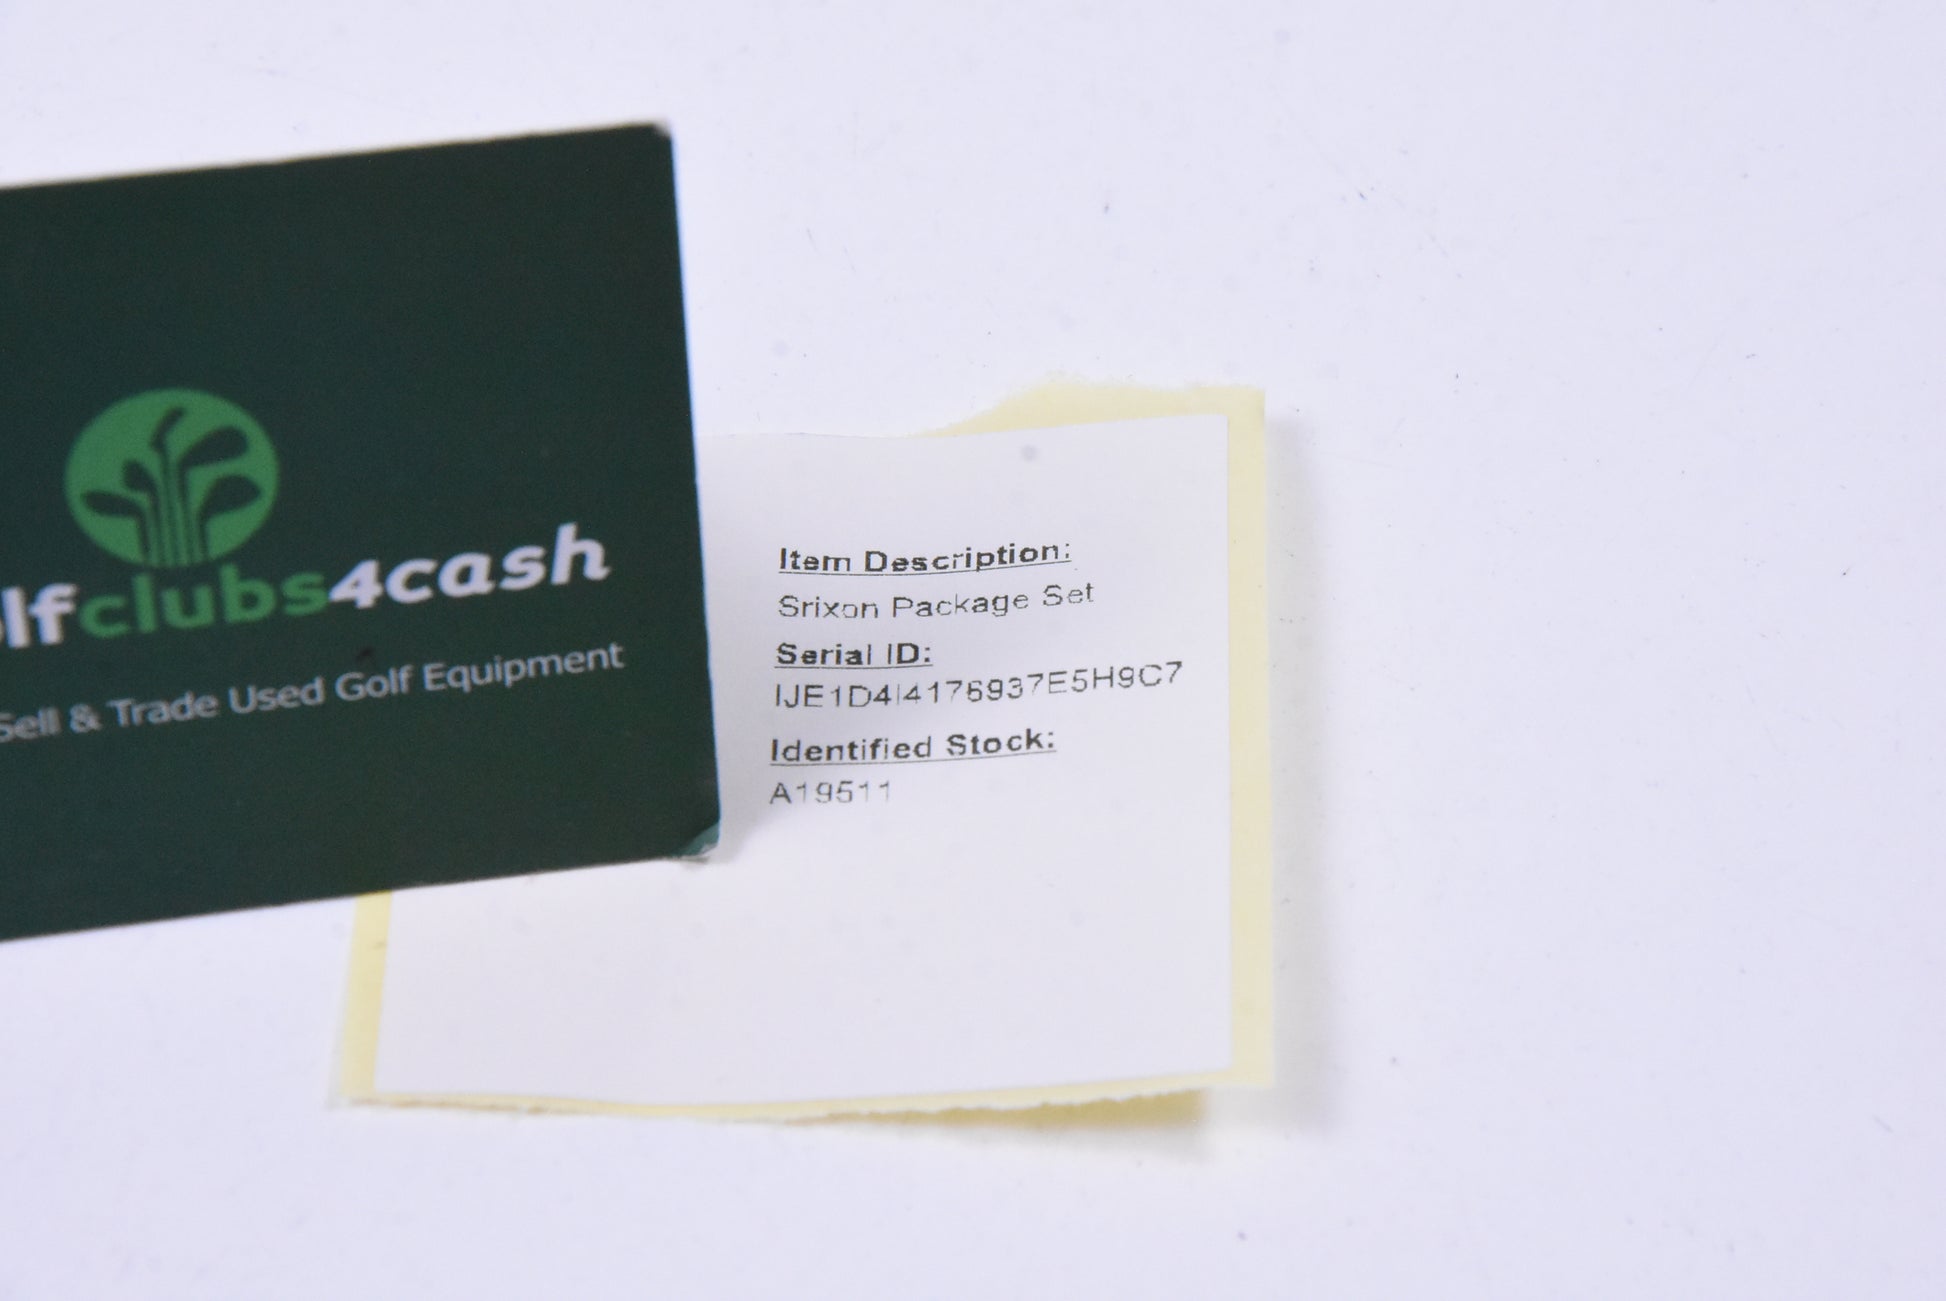 lfclubs4cash
Sell & Trade Used Golf Equipment
Item Description:
Srixon Package Set
Serial ID:
IJE1D4I4176937E5H9C7
Identified Stock:
A19511